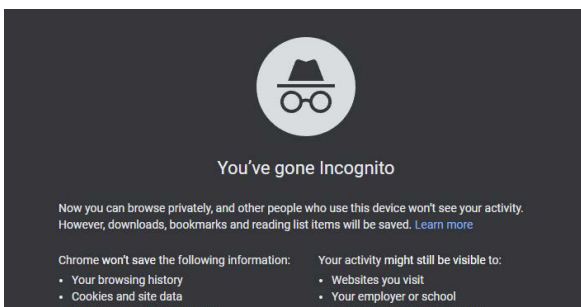 You've gone Incognito
Now you can browse privately, and other people who use this device won't see your activity.
However, downloads, bookmarks and reading list items will be saved. Learn more
Chrome won't save the following information:
• Your browsing history
• Cookies and site data
Your activity might still be visible to:
• Websites you visit
• Your employer or school